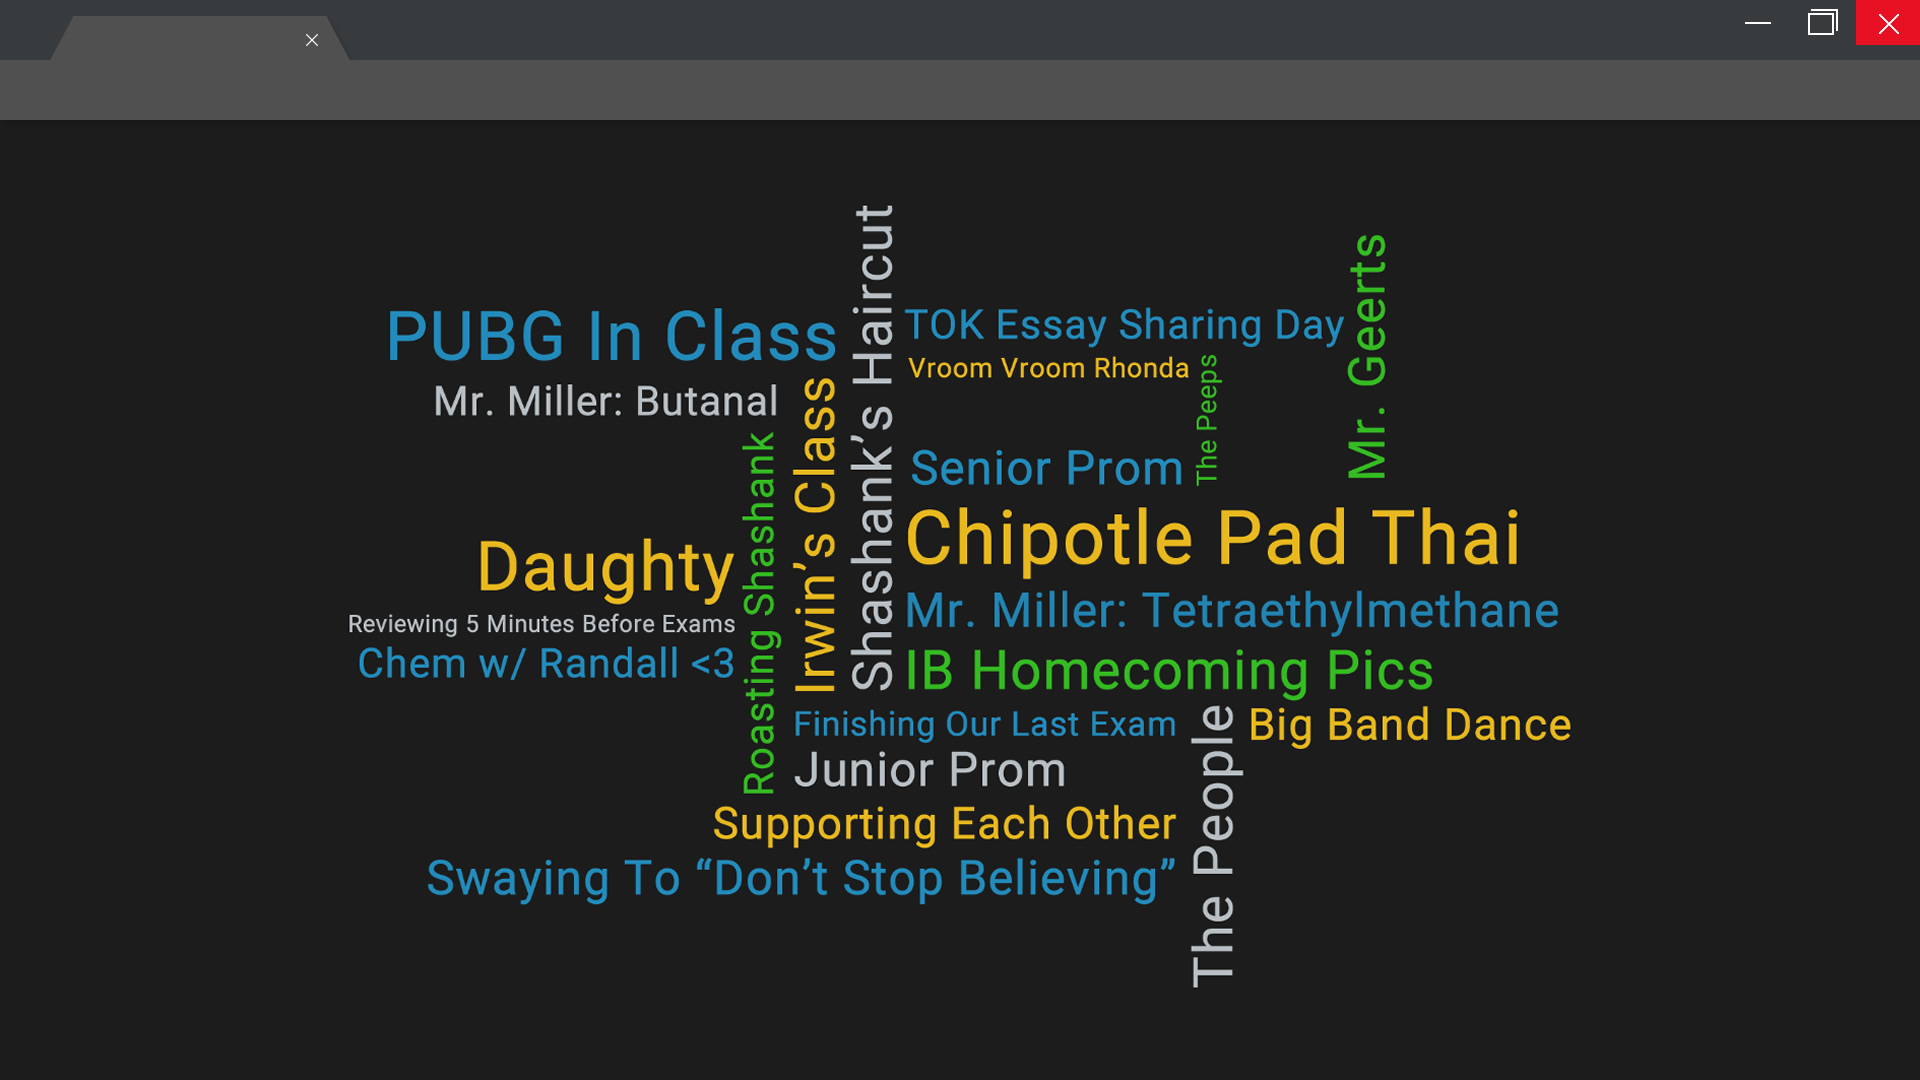 Shashank’s Haircut
Mr. Geerts
PUBG In Class
TOK Essay Sharing Day
Vroom Vroom Rhonda
The Peeps
Mr. Miller: Butanal
Irwin’s Class
Roasting Shashank
Senior Prom
Chipotle Pad Thai
Daughty
Mr. Miller: Tetraethylmethane
Reviewing 5 Minutes Before Exams
Chem w/ Randall <3
IB Homecoming Pics
Finishing Our Last Exam
The People
Big Band Dance
Junior Prom
Supporting Each Other
Swaying To “Don’t Stop Believing”